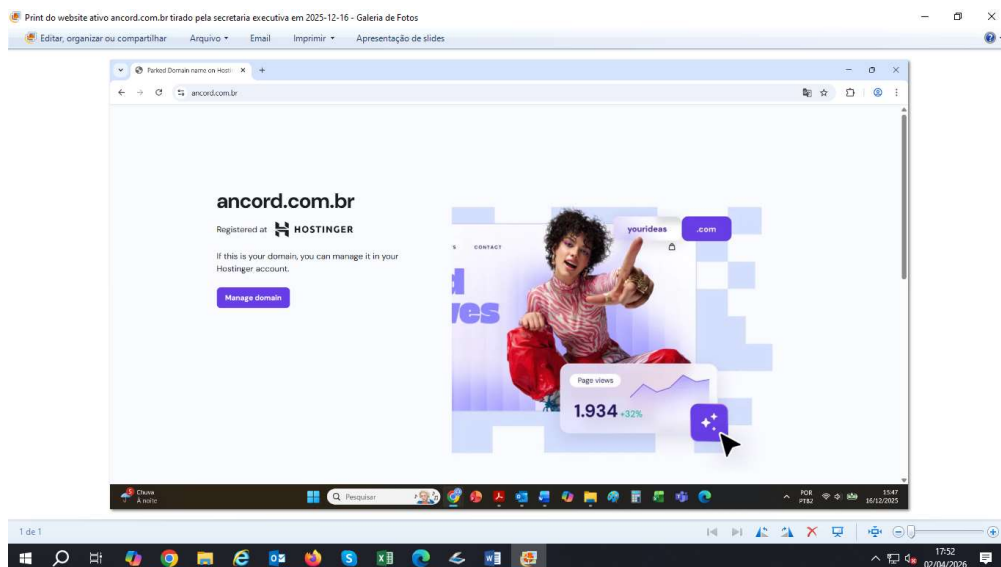 Print do website ativo ancord.com.br tirado pela secretaria executiva em 2025-12-16 - Galeria de Fotos
Editar, organizar ou compartilhar Arquivo Email Imprimir Apresentação de slides
Parked Domain name on Hosti
ancord.com.br
ancord.com.br
Registered at HOSTINGER
If this is your domain, you can manage it in your
Hostinger account.
Manage domain
yourideas .com
S CONTACT
d
ves
Page views
1.934 +32%
5 Chuva
À noite
Pesquisar
POR
PTB2
15:47
16/12/2025
1 de 1
17:52
02/04/2026